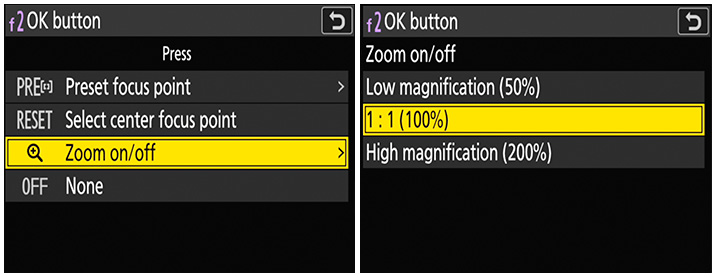 f2 OK button
Press
PRE[⋅] Preset focus point
RESET Select center focus point
Zoom on/off
OFF None
f2 OK button
Zoom on/off
Low magnification (50%)
1 : 1 (100%)
High magnification (200%)